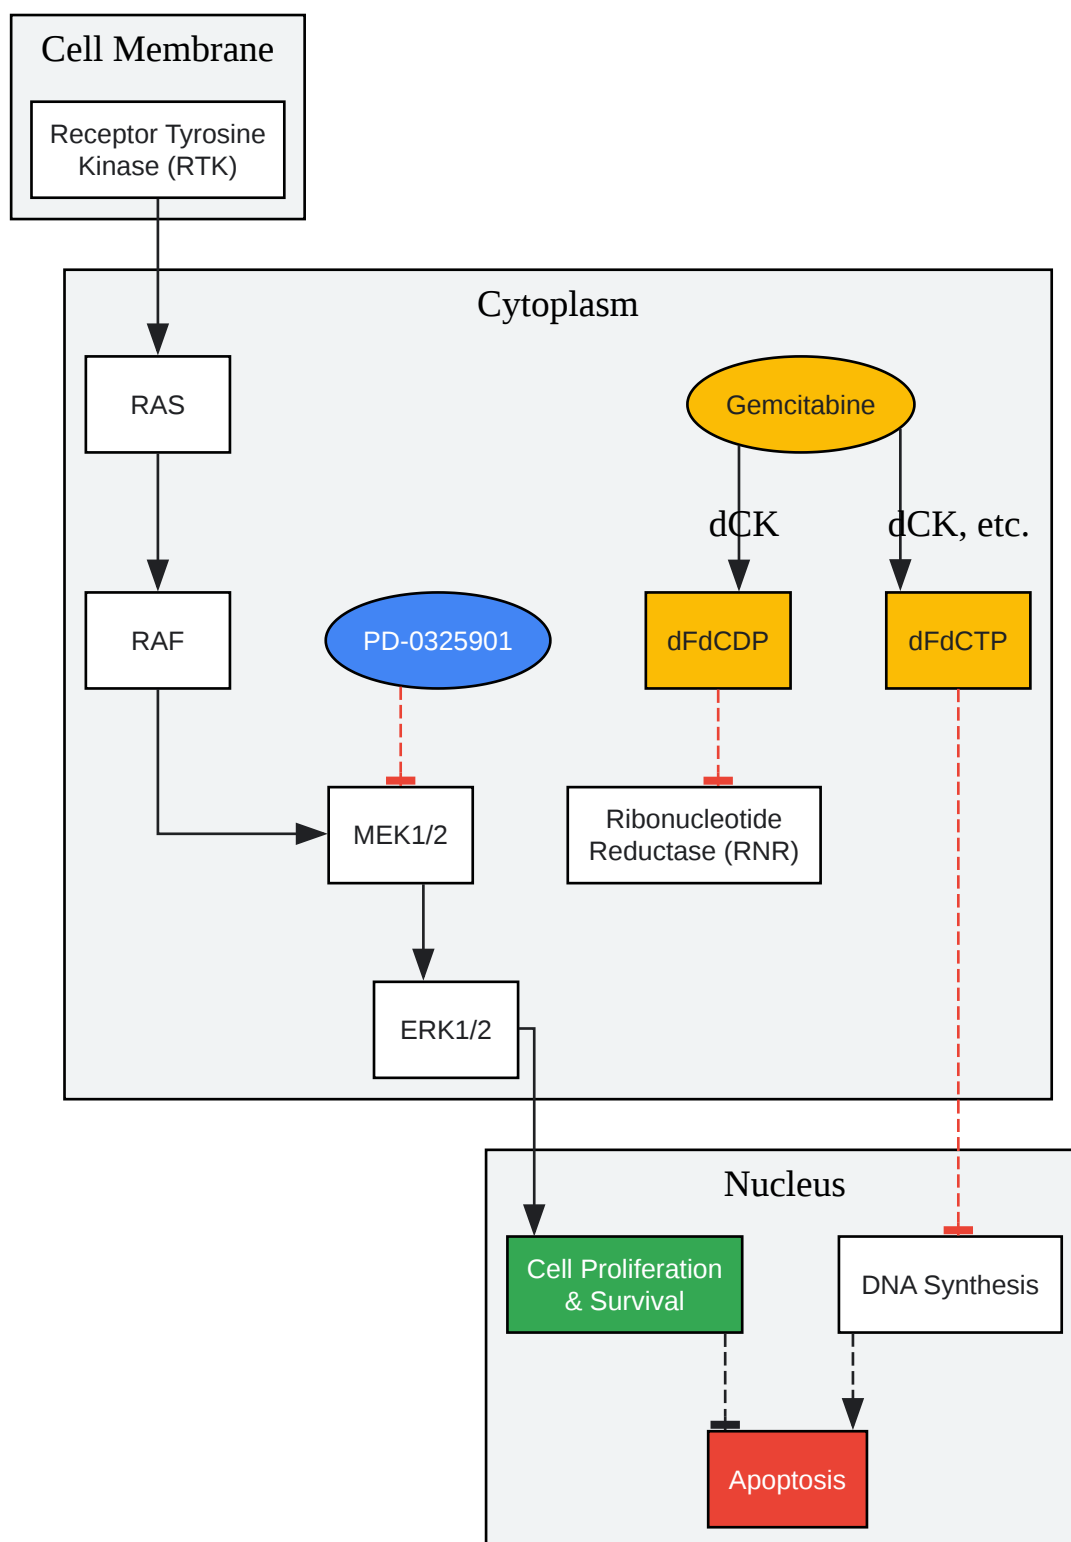 Cell Membrane
Receptor Tyrosine
Kinase (RTK)
Cytoplasm
RAS
Gemcitabine
dCK
dCK, etc.
RAF
PD-0325901
dFdCDP
dFdCTP
MEK1/2
Ribonucleotide
Reductase (RNR)
ERK1/2
Nucleus
Cell Proliferation
& Survival
DNA Synthesis
Apoptosis